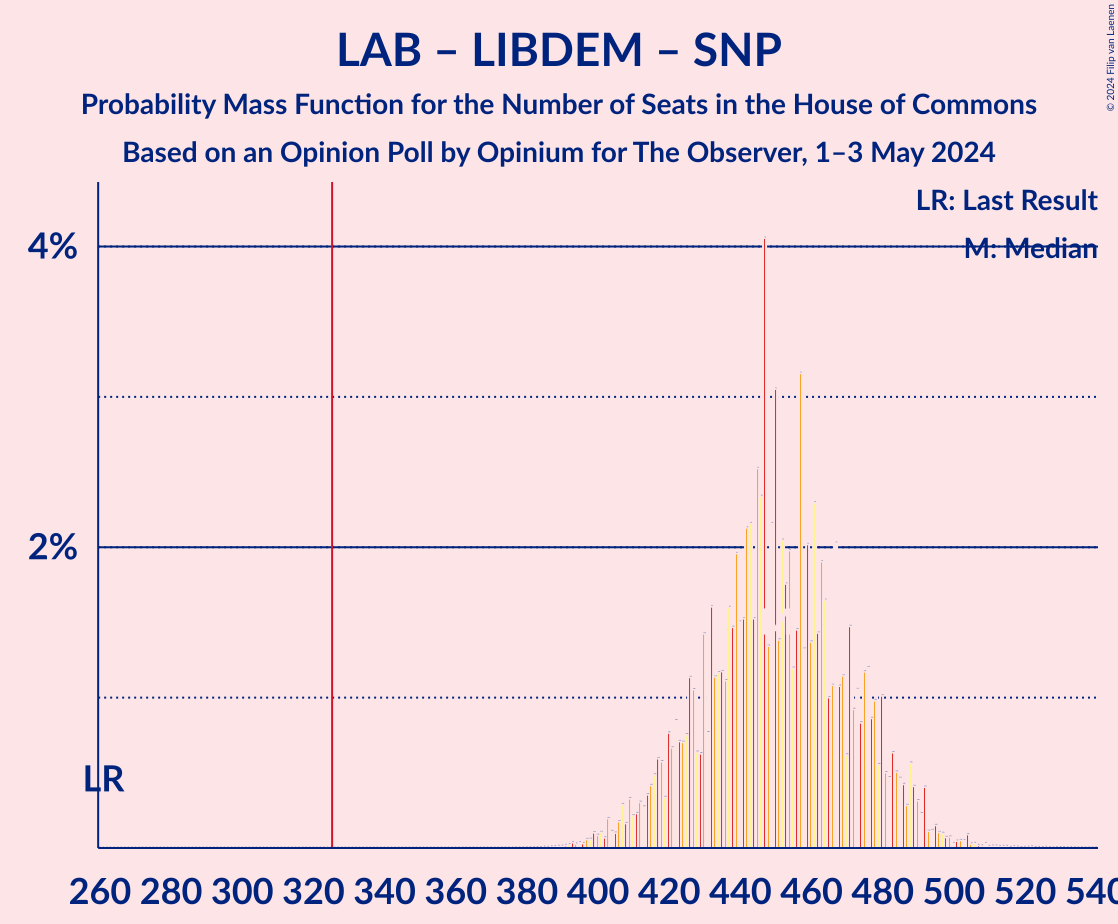 LAB – LIBDEM – SNP
Probability Mass Function for the Number of Seats in the House of Commons
Based on an Opinion Poll by Opinium for The Observer, 1–3 May 2024
© 2024 Filip van Laenen
LR: Last Result
M: Median
4%
2%
LR
260 280 300 320 340 360 380 400 420 440 460 480 500 520 540